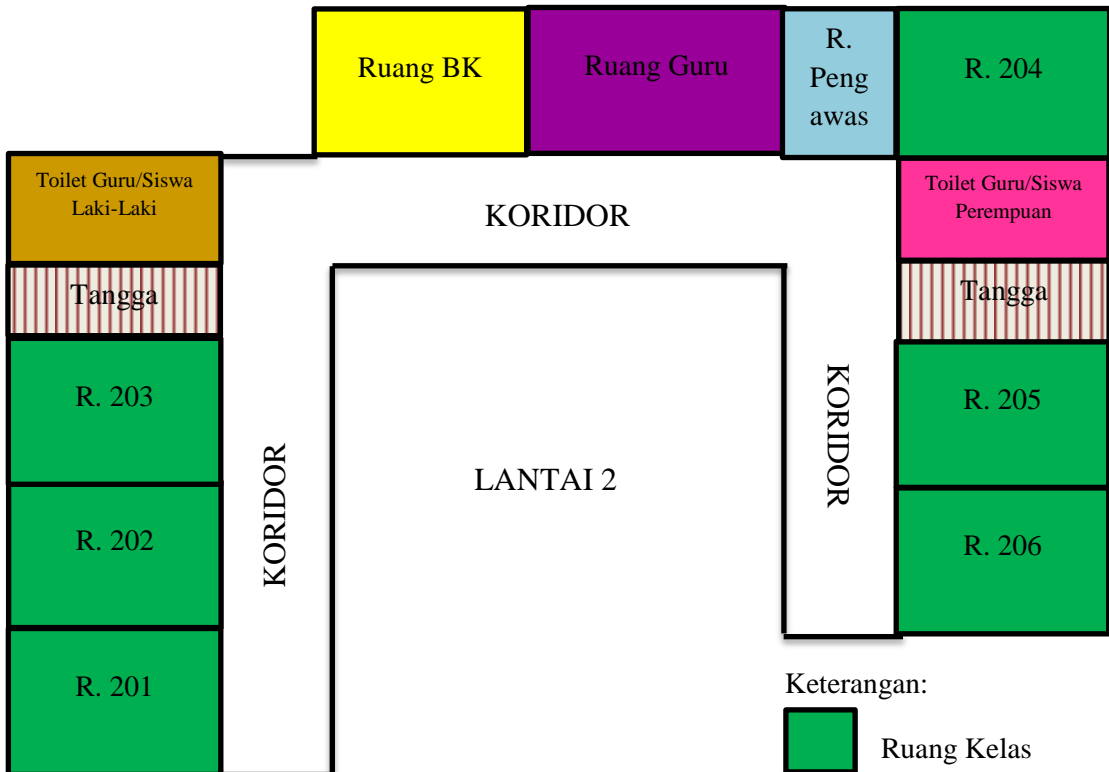 Ruang BK
Ruang Guru
R.
Peng
awas
R. 204
Toilet Guru/Siswa
Laki-Laki
KORIDOR
Toilet Guru/Siswa
Perempuan
Tangga
Tangga
R. 203
R. 205
KORIDOR
KORIDOR
LANTAI 2
R. 202
R. 206
R. 201
Keterangan:
Ruang Kelas